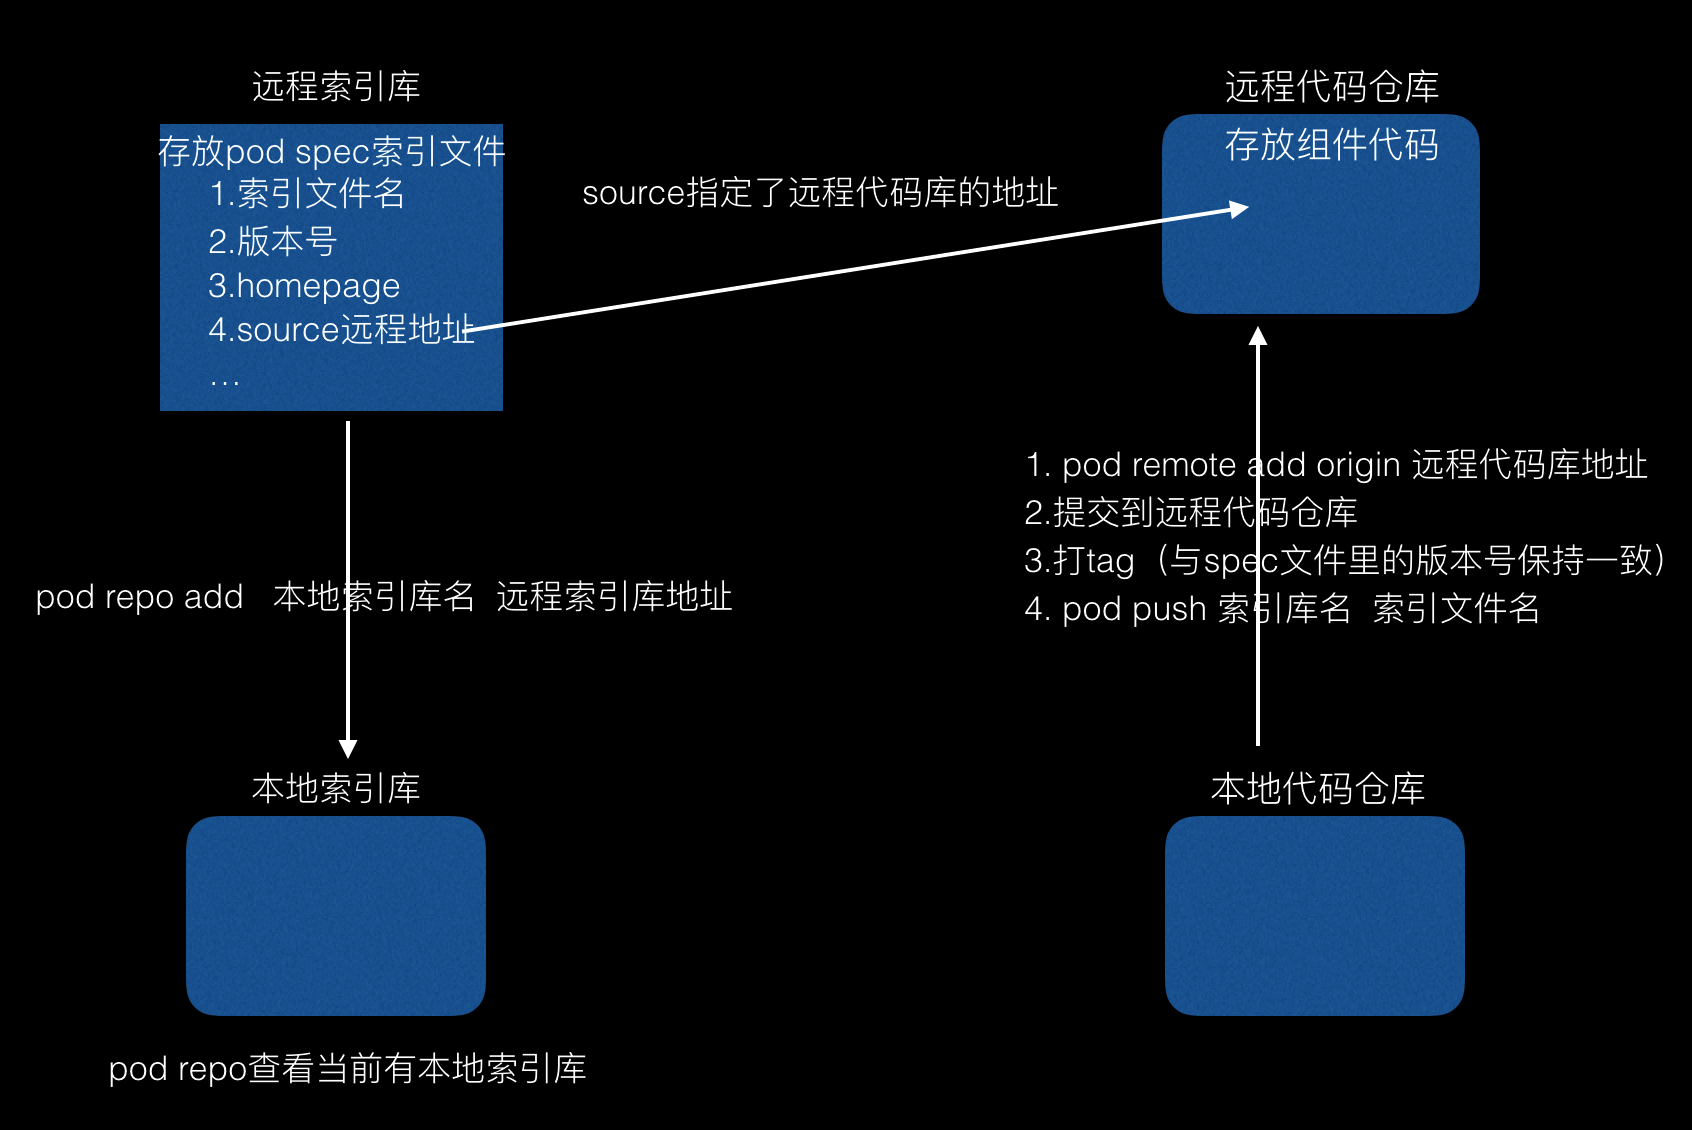 远程索引库
存放pod spec索引文件
1.索引文件名
2.版本号
3.homepage
4.source远程地址
...
source指定了远程代码库的地址
远程代码仓库
存放组件代码
pod repo add 本地索引库名 远程索引库地址
1. pod remote add origin 远程代码库地址
2.提交到远程代码仓库
3.打tag（与spec文件里的版本号保持一致）
4. pod push 索引库名 索引文件名
本地索引库
本地代码仓库
pod repo查看当前有本地索引库